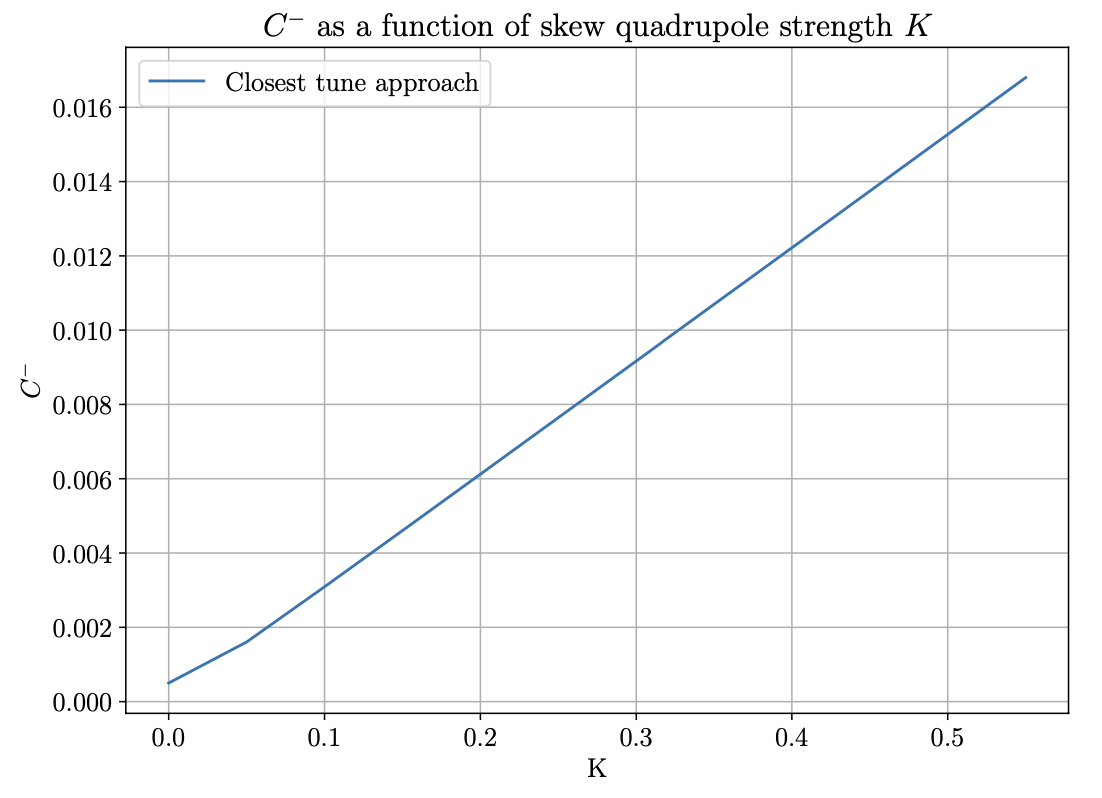 C⁻ as a function of skew quadrupole strength K
Closest tune approach
0.016
0.014
0.012
0.010
0.008
0.006
0.004
0.002
0.000
C⁻
0.0 0.1 0.2 0.3 0.4 0.5
K